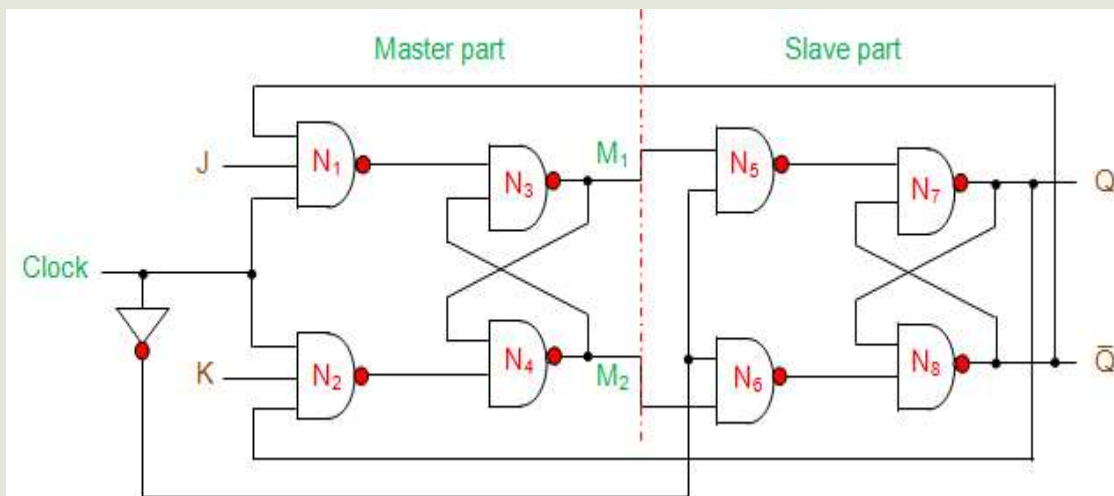 Master part
Slave part
J
N1
N3
M1
N5
N7
Q
Clock
K
N2
N4
M2
N6
N8
Q̅